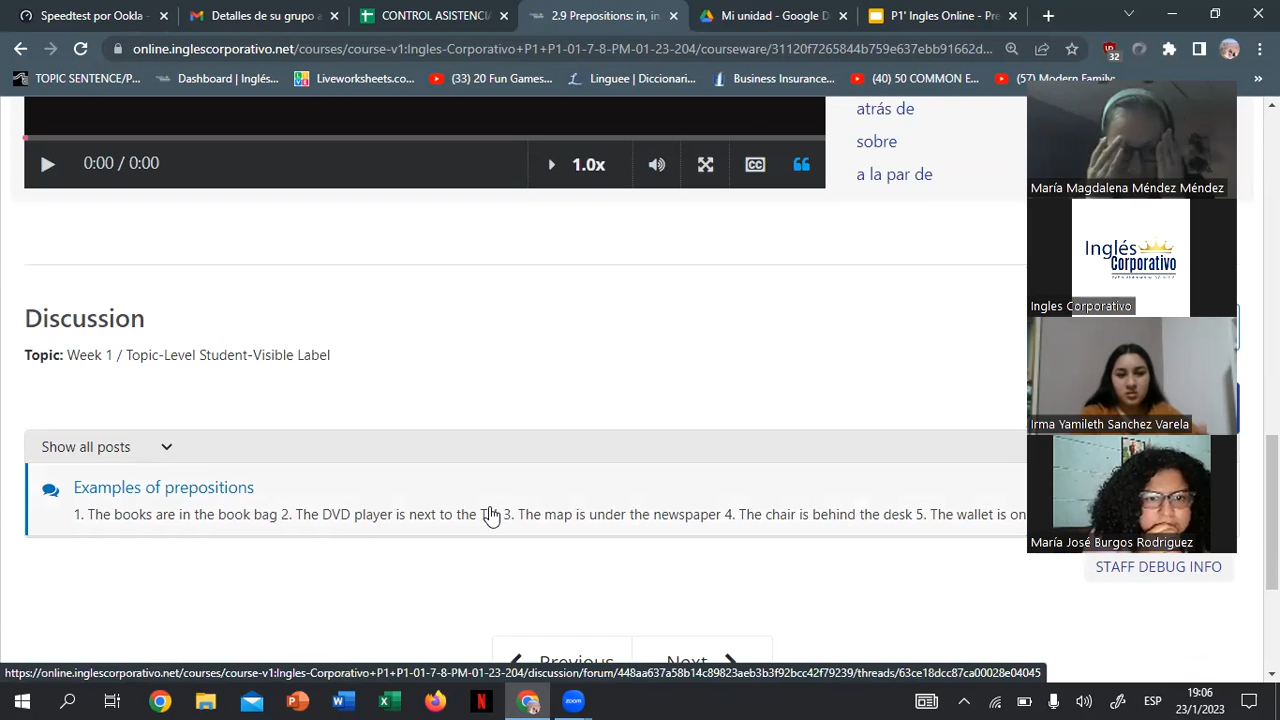 Speedtest por Ookla -
Detalles de su grupo a
CONTROL ASISTENCIA
2.9 Prepositions: in, in
Mi unidad - Google D
P1' Ingles Online - Pre
online.inglescorporativo.net/courses/course-v1:Ingles-Corporativo+P1+P1-01-7-8-PM-01-23-204/courseware/31120f7265844b759e637ebb91662d...
32
TOPIC SENTENCE/P...
Dashboard | Inglés...
Liveworksheets.co...
(33) 20 Fun Games...
Linguee | Diccionari...
Business Insurance...
(40) 50 COMMON E...
(57) Modern Family...
»
atrás de
sobre
a la par de
0:00 / 0:00
1.0x
CC
María Magdalena Méndez Méndez
Inglés
Corporativo
Ingles Corporativo
Irma Yamileth Sanchez Varela
María José Burgos Rodriguez
Discussion
Topic: Week 1 / Topic-Level Student-Visible Label
Show all posts
Examples of prepositions
1. The books are in the book bag 2. The DVD player is next to the 3. The map is under the newspaper 4. The chair is behind the desk 5. The wallet is on
STAFF DEBUG INFO
Previous
Next
https://online.inglescorporativo.net/courses/course-v1:Ingles-Corporativo+P1+P1-01-7-8-PM-01-23-204/discussion/forum/448aa637a58b14c89823aeb3b3f92bcc42f79239/threads/63ce18dcc87ca00028e04045
zoom
ESP
19:06
23/1/2023